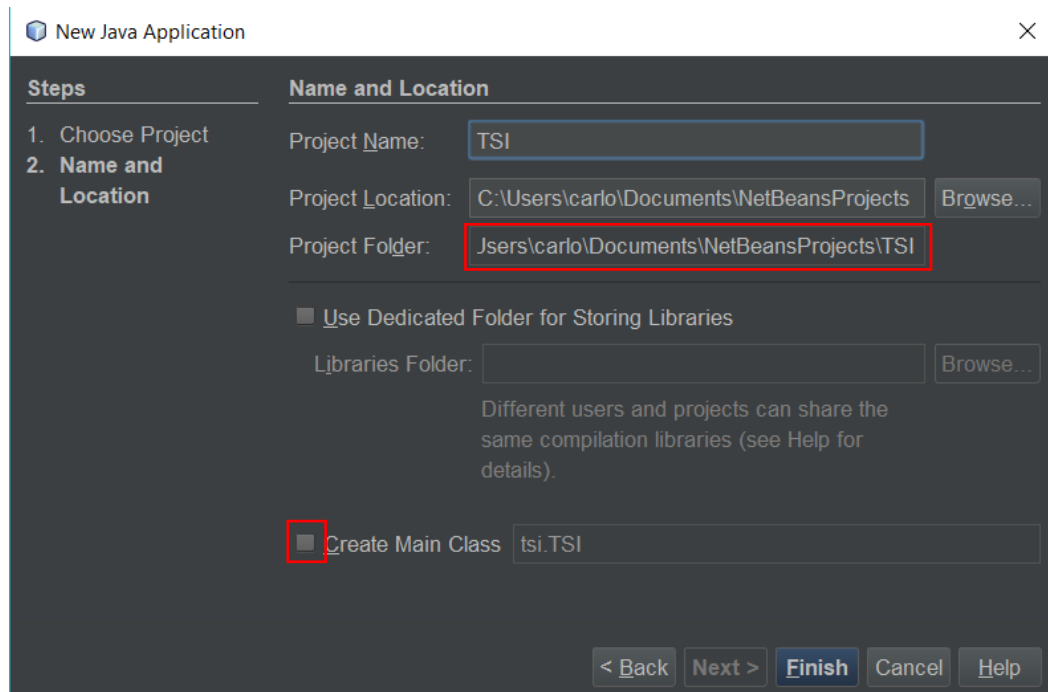 New Java Application
Steps
1. Choose Project
2. Name and
Location
Name and Location
Project Name: TSI
Project Location: C:\Users\carlo\Documents\NetBeansProjects Browse...
Project Folder: Jsers\carlo\Documents\NetBeansProjects\TSI
Use Dedicated Folder for Storing Libraries
Libraries Folder: Browse...
Different users and projects can share the
same compilation libraries (see Help for
details).
Create Main Class tsi.TSI
< Back Next > Finish Cancel Help